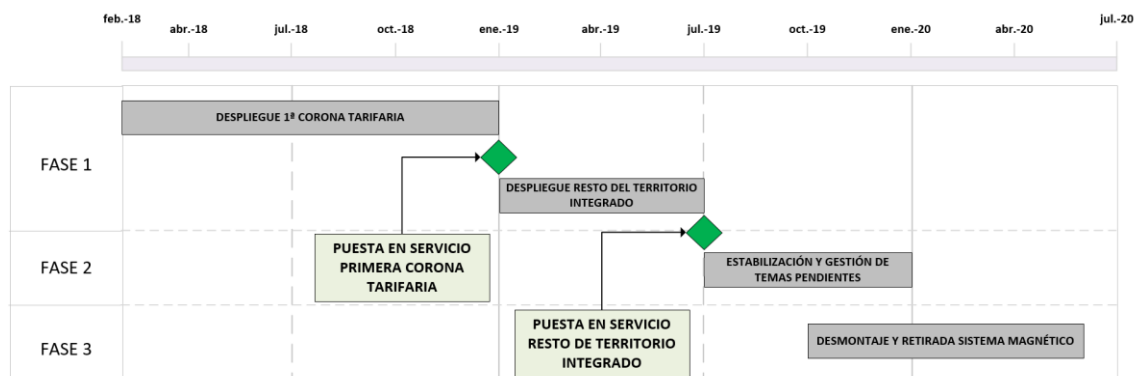 feb.-18
abr.-18
jul.-18
oct.-18
ene.-19
abr.-19
jul.-19
oct.-19
ene.-20
abr.-20
jul.-20
DESPLIEGUE 1ª CORONA TARIFARIA
FASE 1
DESPLIEGUE RESTO DEL TERRITORIO
INTEGRADO
PUESTA EN SERVICIO
PRIMERA CORONA
TARIFARIA
FASE 2
ESTABILIZACIÓN Y GESTIÓN DE
TEMAS PENDIENTES
PUESTA EN SERVICIO
RESTO DE TERRITORIO
INTEGRADO
FASE 3
DESMONTAJE Y RETIRADA SISTEMA MAGNÉTICO